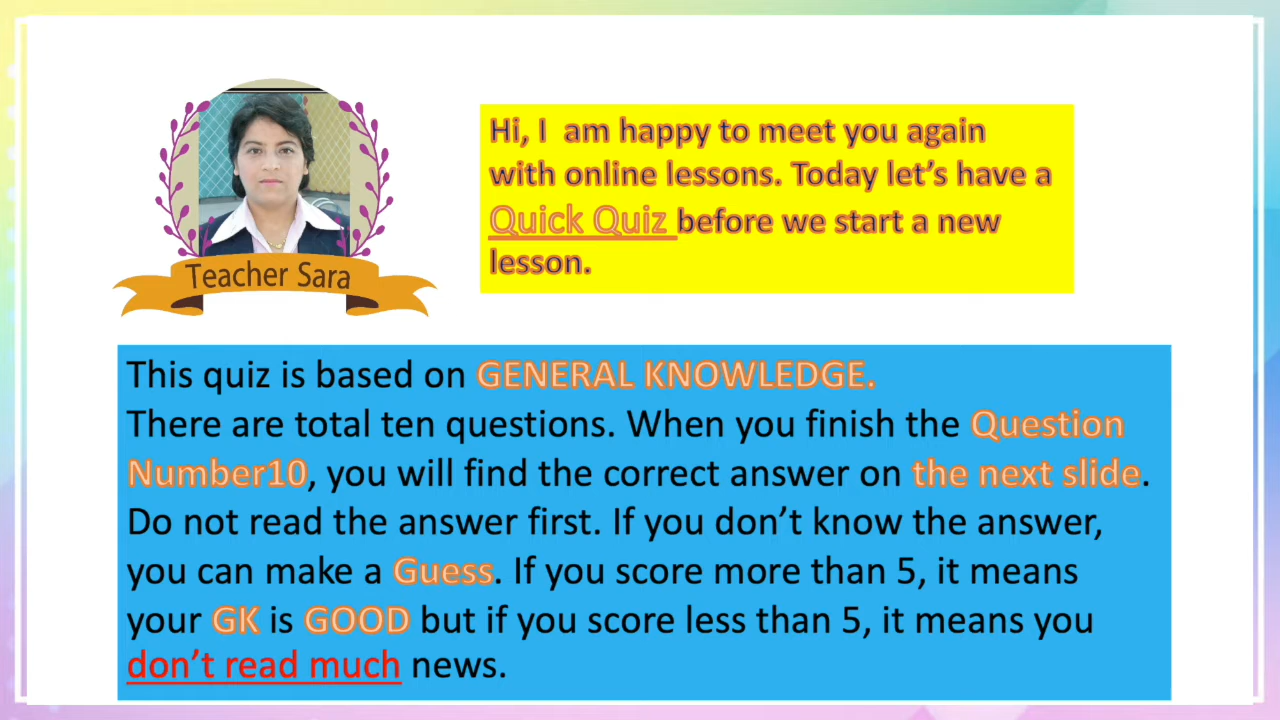 Teacher Sara
Hi, I am happy to meet you again
with online lessons. Today let's have a
Quick Quiz before we start a new
lesson.
This quiz is based on GENERAL KNOWLEDGE.
There are total ten questions. When you finish the Question
Number10, you will find the correct answer on the next slide.
Do not read the answer first. If you don't know the answer,
you can make a Guess. If you score more than 5, it means
your GK is GOOD but if you score less than 5, it means you
don't read much news.